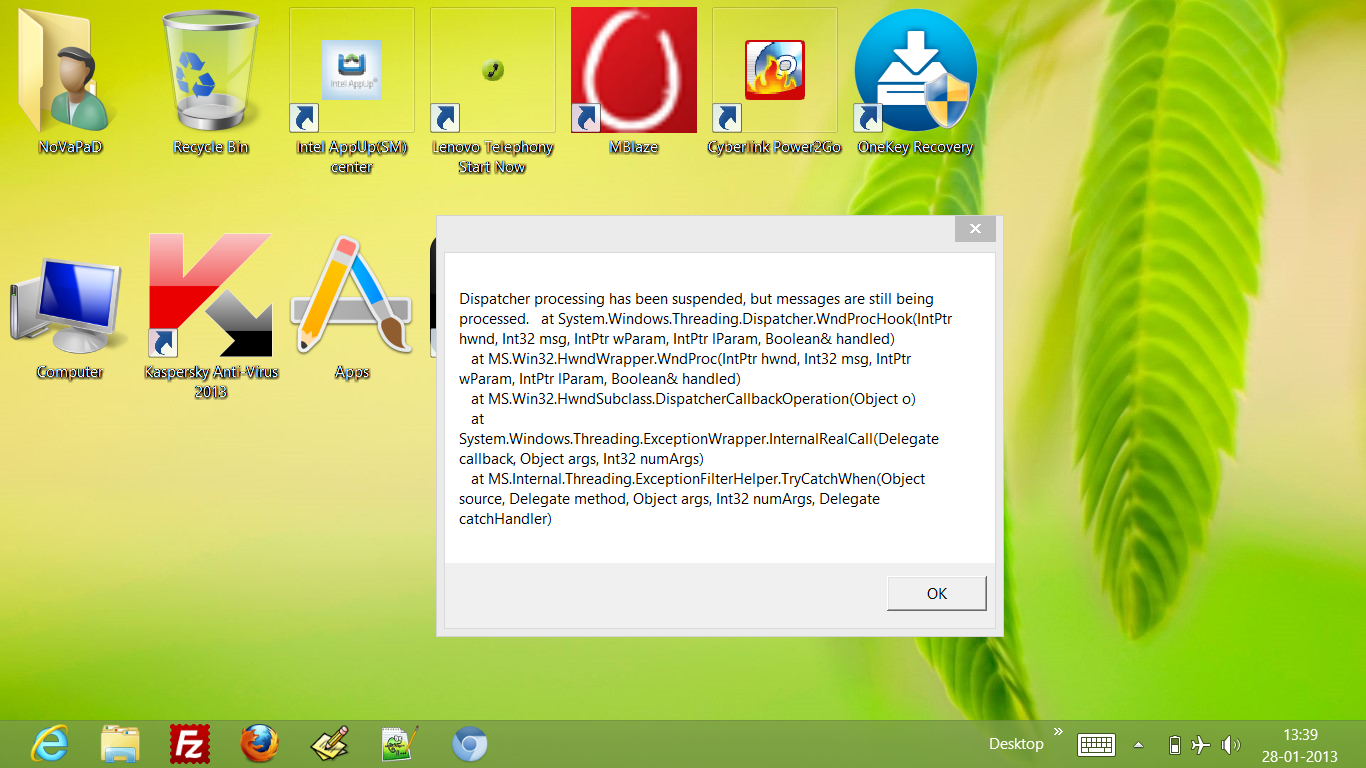 Intel AppUp®
NoVaPaD
Recycle Bin
Intel AppUp(SM)
center
Lenovo Telephony
Start Now
MBlaze
Cyberlink Power2Go
OneKey Recovery
Computer
Kaspersky Anti-Virus
2013
Apps
Dispatcher processing has been suspended, but messages are still being
processed.   at System.Windows.Threading.Dispatcher.WndProcHook(IntPtr
hwnd, Int32 msg, IntPtr wParam, IntPtr lParam, Boolean& handled)
   at MS.Win32.HwndWrapper.WndProc(IntPtr hwnd, Int32 msg, IntPtr
wParam, IntPtr lParam, Boolean& handled)
   at MS.Win32.HwndSubclass.DispatcherCallbackOperation(Object o)
   at
System.Windows.Threading.ExceptionWrapper.InternalRealCall(Delegate
callback, Object args, Int32 numArgs)
   at MS.Internal.Threading.ExceptionFilterHelper.TryCatchWhen(Object
source, Delegate method, Object args, Int32 numArgs, Delegate
catchHandler)
OK
Fz
Desktop
13:39
28-01-2013